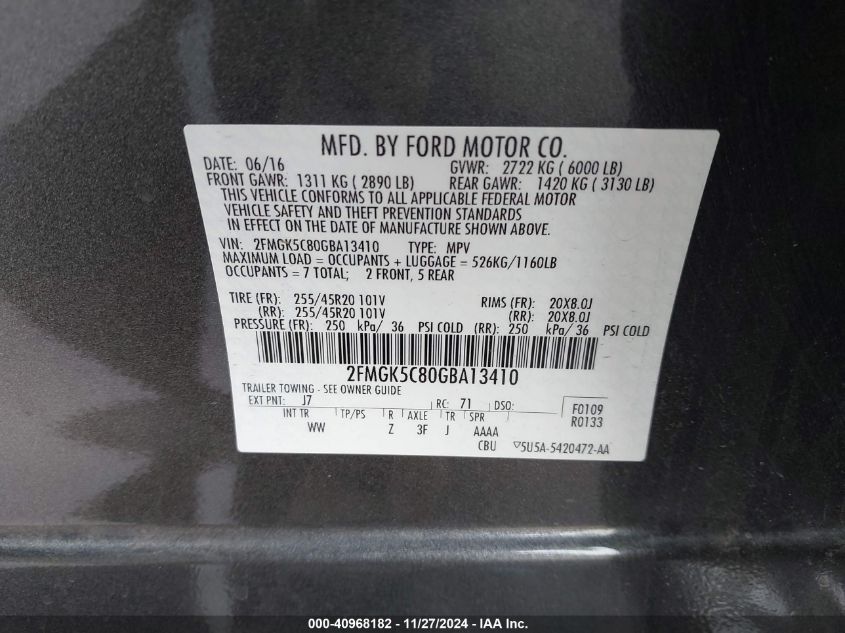 MFD. BY FORD MOTOR CO.
DATE: 06/16 GVWR: 2722 KG ( 6000 LB)
FRONT GAWR: 1311 KG ( 2890 LB) REAR GAWR: 1420 KG ( 3130 LB)
THIS VEHICLE CONFORMS TO ALL APPLICABLE FEDERAL MOTOR
VEHICLE SAFETY AND THEFT PREVENTION STANDARDS
IN EFFECT ON THE DATE OF MANUFACTURE SHOWN ABOVE.
VIN: 2FMGK5C80GBA13410 TYPE: MPV
MAXIMUM LOAD = OCCUPANTS + LUGGAGE = 526KG/1160LB
OCCUPANTS = 7 TOTAL; 2 FRONT, 5 REAR
TIRE (FR): 255/45R20 101V RIMS (FR): 20X8.0J
(RR): 255/45R20 101V (RR): 20X8.0J
PRESSURE (FR): 250 kPa/ 36 PSI COLD (RR): 250 kPa/ 36 PSI COLD
2FMGK5C80GBA13410
TRAILER TOWING - SEE OWNER GUIDE
EXT PNT: J7 RC: 71 DSO: F0109
INT TR TP/PS R AXLE TR SPR R0133
WW Z 3F J AAAA
CBU 5U5A-5420472-AA
000-40968182 - 11/27/2024 - IAA Inc.